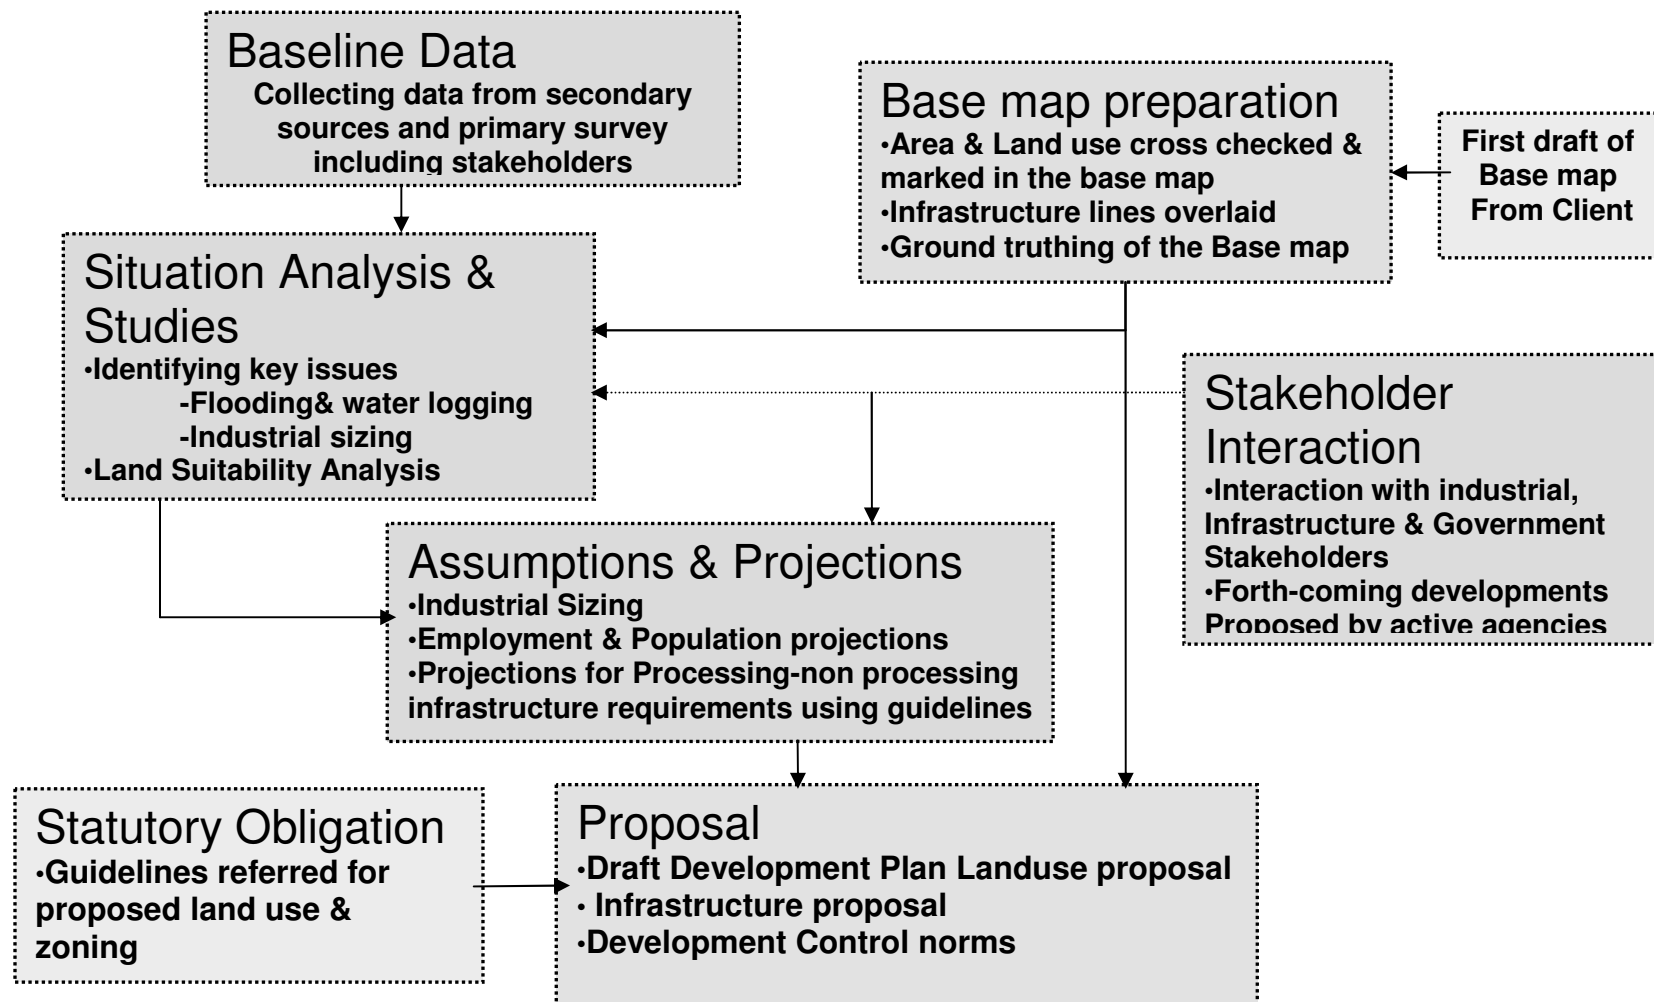 Baseline Data
Collecting data from secondary
sources and primary survey
including stakeholders
Base map preparation
•Area & Land use cross checked &
marked in the base map
•Infrastructure lines overlaid
•Ground truthing of the Base map
First draft of
Base map
From Client
Situation Analysis &
Studies
•Identifying key issues
-Flooding& water logging
-Industrial sizing
•Land Suitability Analysis
Stakeholder
Interaction
•Interaction with industrial,
Infrastructure & Government
Stakeholders
•Forth-coming developments
Proposed by active agencies
Assumptions & Projections
•Industrial Sizing
•Employment & Population projections
•Projections for Processing-non processing
infrastructure requirements using guidelines
Statutory Obligation
•Guidelines referred for
proposed land use &
zoning
Proposal
•Draft Development Plan Landuse proposal
• Infrastructure proposal
•Development Control norms